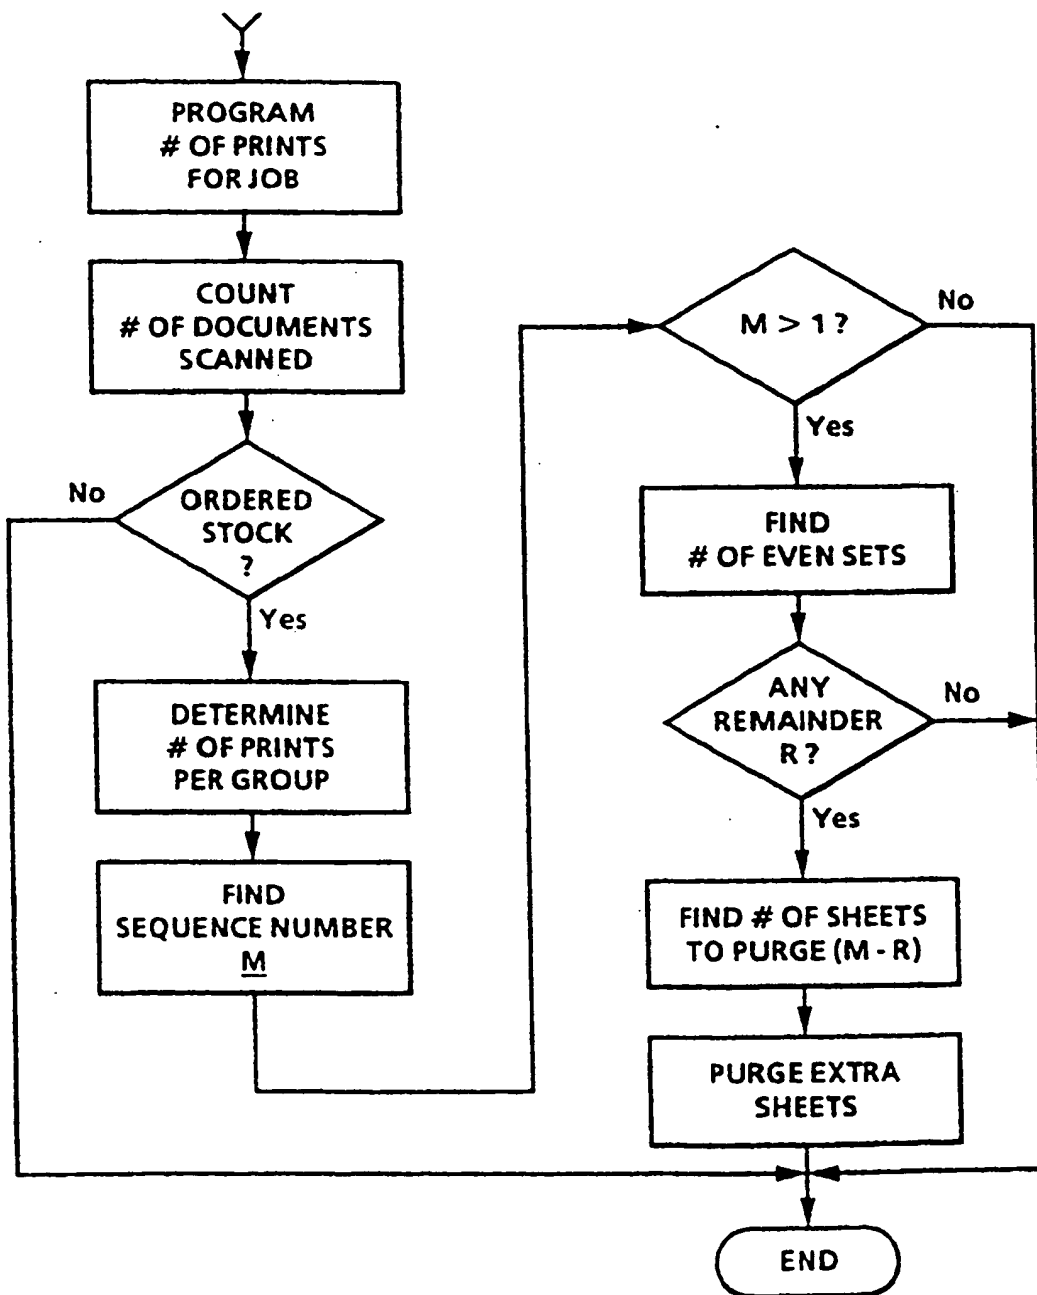 PROGRAM
# OF PRINTS
FOR JOB
COUNT
# OF DOCUMENTS
SCANNED
No
ORDERED
STOCK
?
Yes
DETERMINE
# OF PRINTS
PER GROUP
FIND
SEQUENCE NUMBER
M
M > 1 ?
No
Yes
FIND
# OF EVEN SETS
ANY
REMAINDER
R ?
No
Yes
FIND # OF SHEETS
TO PURGE (M - R)
PURGE EXTRA
SHEETS
END